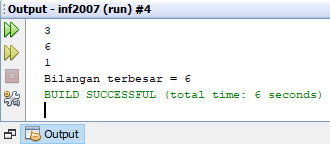 Output - inf2007 (run) #4
3
6
1
Bilangan terbesar = 6
BUILD SUCCESSFUL (total time: 6 seconds)
Output